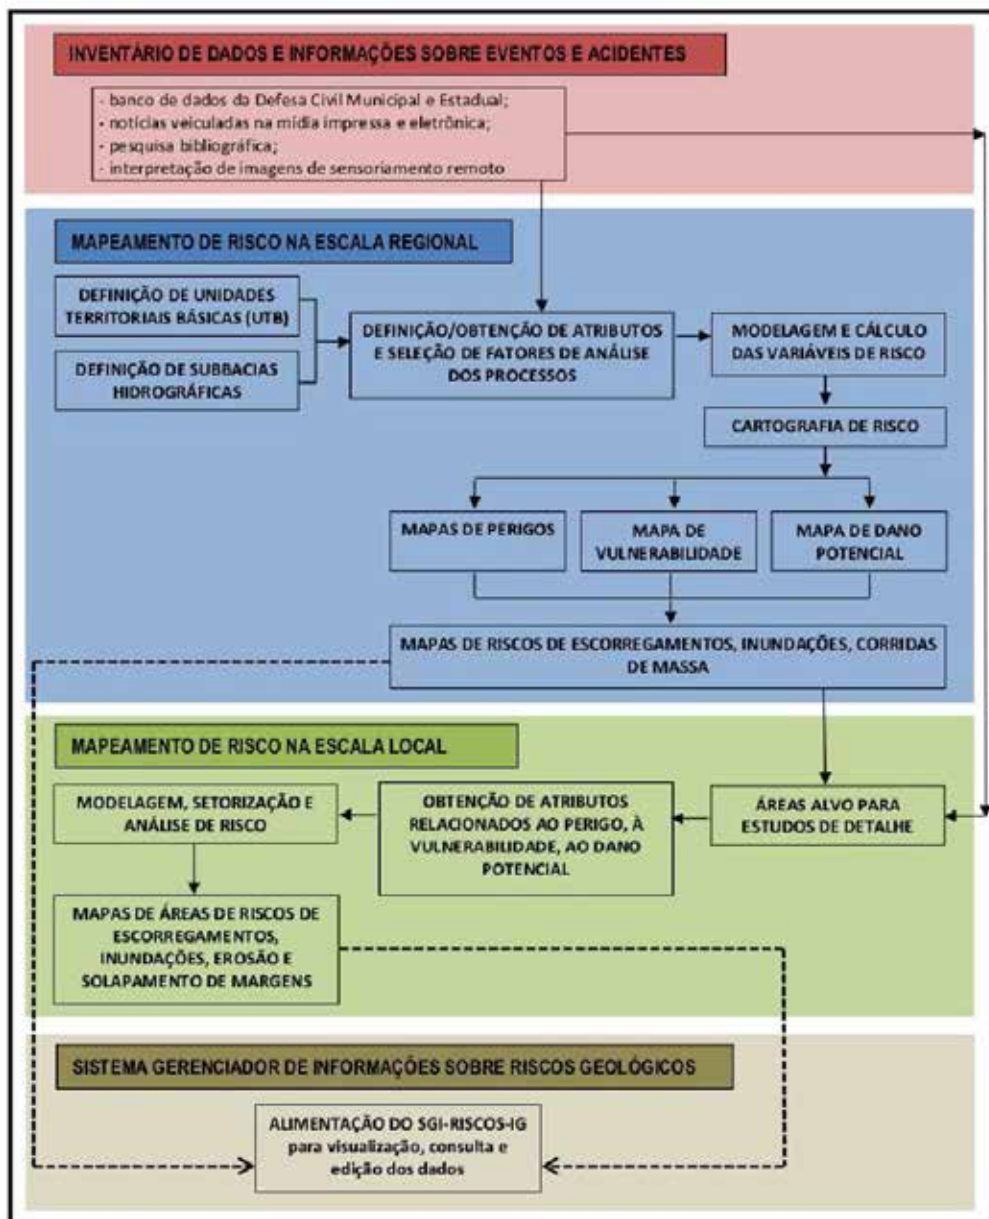 INVENTÁRIO DE DADOS E INFORMAÇÕES SOBRE EVENTOS E ACIDENTES
- banco de dados da Defesa Civil Municipal e Estadual;
- notícias veiculadas na mídia impressa e eletrônica;
- pesquisa bibliográfica;
- interpretação de imagens de sensoriamento remoto
MAPEAMENTO DE RISCO NA ESCALA REGIONAL
DEFINIÇÃO DE UNIDADES
TERRITORIAIS BÁSICAS (UTB)
DEFINIÇÃO DE SUBBACIAS
HIDROGRÁFICAS
DEFINIÇÃO/OBTENÇÃO DE ATRIBUTOS
E SELEÇÃO DE FATORES DE ANÁLISE
DOS PROCESSOS
MODELAGEM E CÁLCULO
DAS VARIÁVEIS DE RISCO
CARTOGRAFIA DE RISCO
MAPAS DE PERIGOS
MAPA DE
VULNERABILIDADE
MAPA DE DANO
POTENCIAL
MAPAS DE RISCOS DE ESCORREGAMENTOS, INUNDAÇÕES, CORRIDAS
DE MASSA
MAPEAMENTO DE RISCO NA ESCALA LOCAL
MODELAGEM, SETORIZAÇÃO E
ANÁLISE DE RISCO
OBTENÇÃO DE ATRIBUTOS
RELACIONADOS AO PERIGO, À
VULNERABILIDADE, AO DANO
POTENCIAL
ÁREAS ALVO PARA
ESTUDOS DE DETALHE
MAPAS DE ÁREAS DE RISCOS DE
ESCORREGAMENTOS,
INUNDAÇÕES, EROSÃO E
SOLAPAMENTO DE MARGENS
SISTEMA GERENCIADOR DE INFORMAÇÕES SOBRE RISCOS GEOLÓGICOS
ALIMENTAÇÃO DO SGI-RISCOS-IG
para visualização, consulta e
edição dos dados